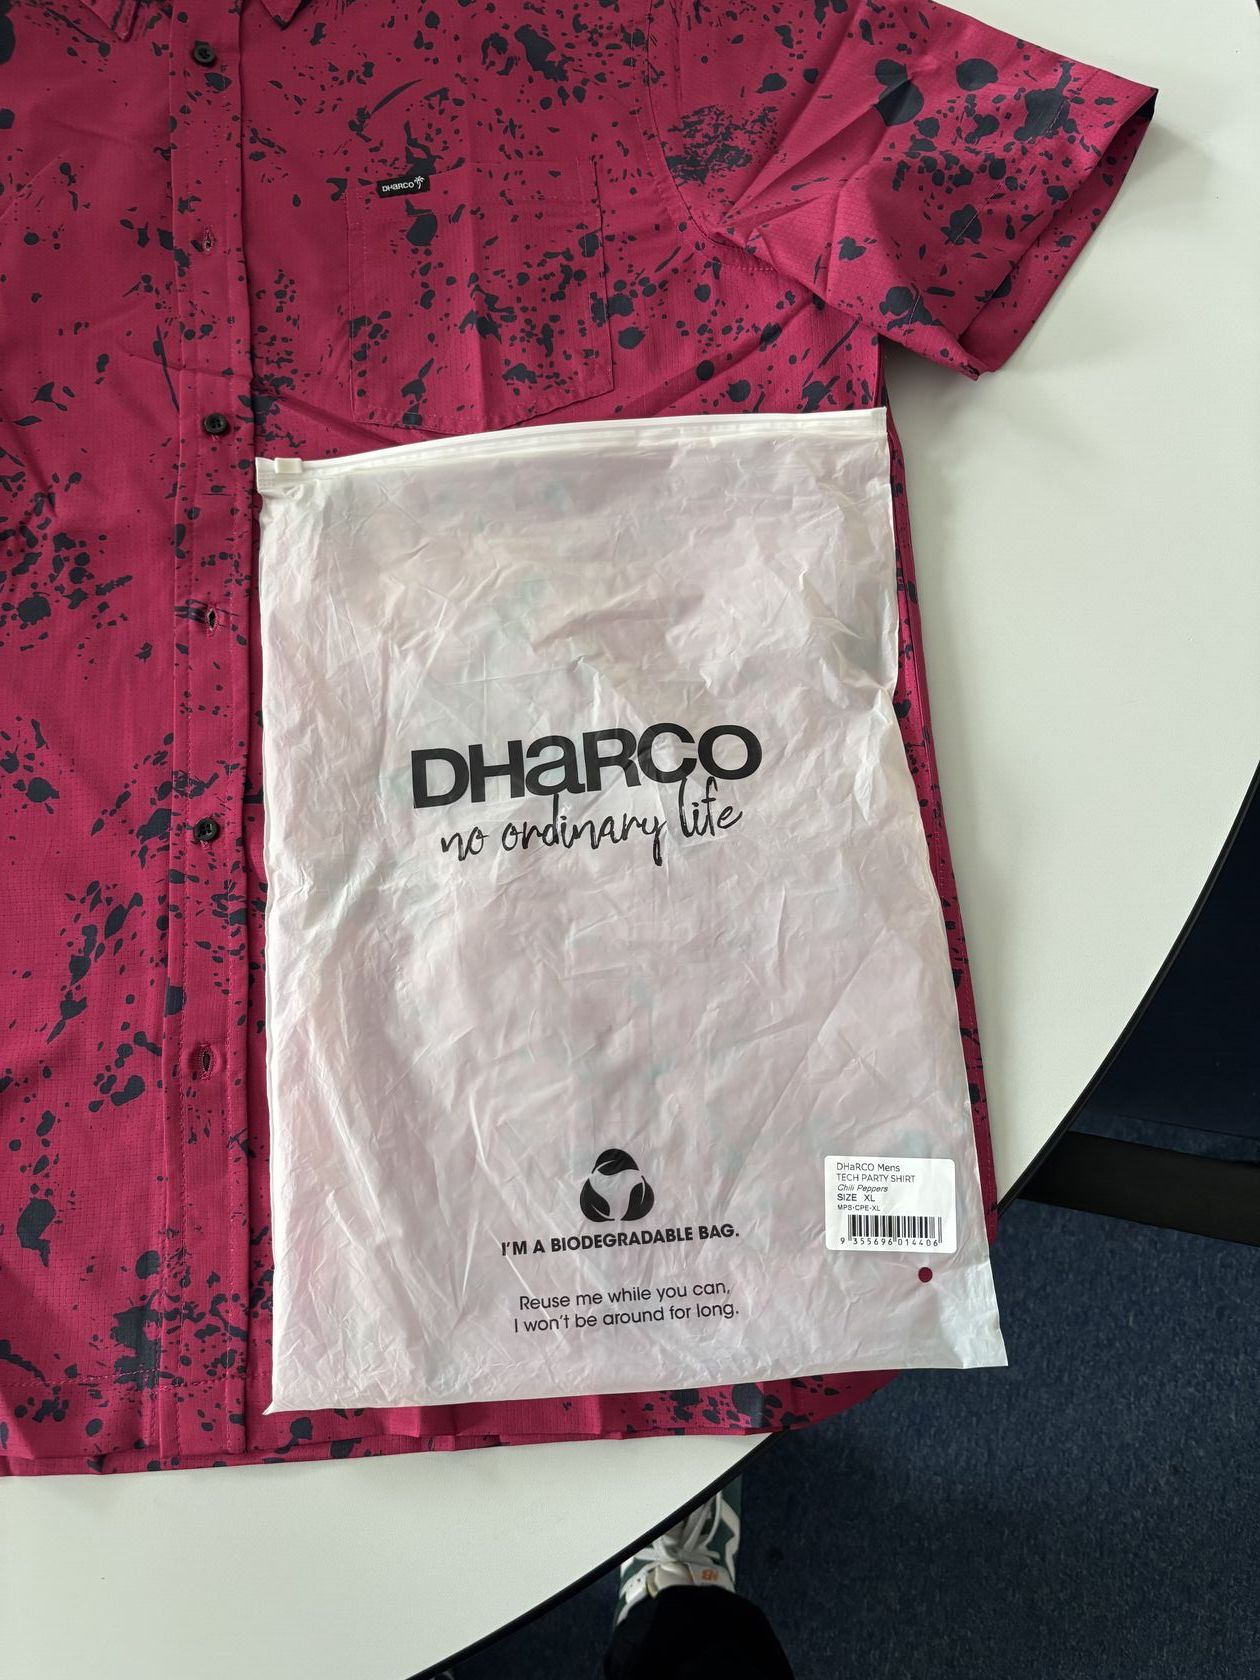 DHaRCO
DHaRCO
no ordinary life
DHaRCO Mens
TECH PARTY SHIRT
Chili Peppers
SIZE XL
MPS-CPE-XL
9 355696 014406
I'M A BIODEGRADABLE BAG.
Reuse me while you can,
I won't be around for long.